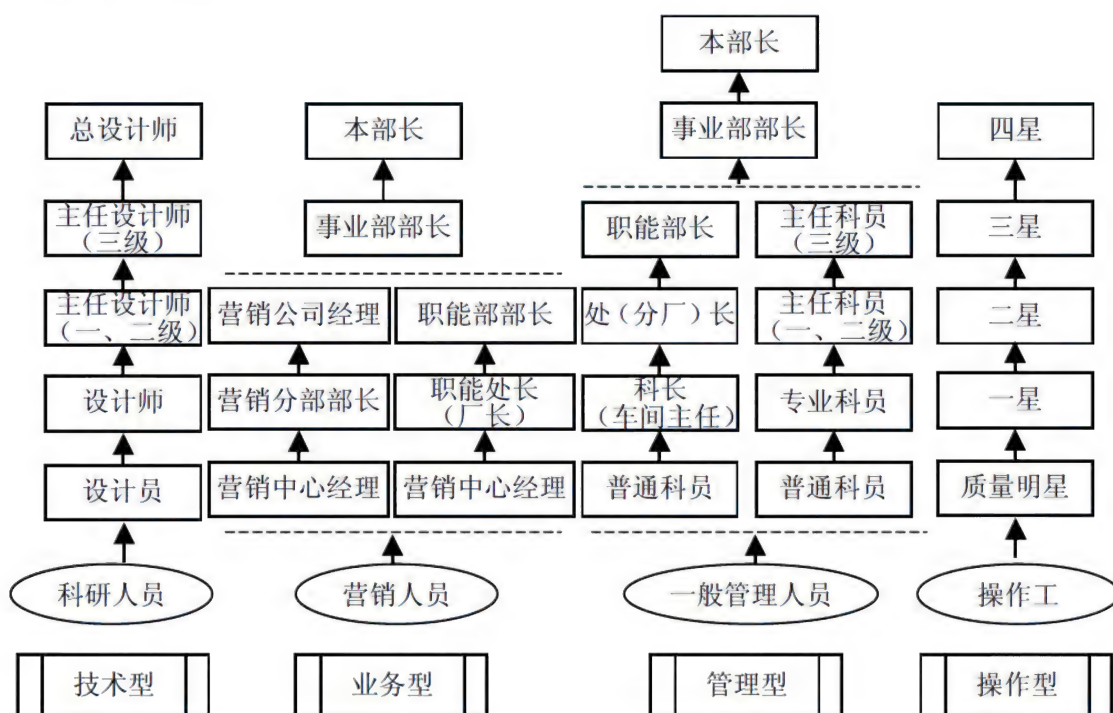 本部长
总设计师
本部长
事业部部长
四星
主任设计师
（三级）
事业部部长
职能部长
主任科员
（三级）
三星
主任设计师
（一、二级）
营销公司经理
职能部部长
处（分厂）长
主任科员
（一、二级）
二星
设计师
营销分部部长
职能处长
（厂长）
科长
（车间主任）
专业科员
一星
设计员
营销中心经理
营销中心经理
普通科员
普通科员
质量明星
科研人员
营销人员
一般管理人员
操作工
技术型
业务型
管理型
操作型